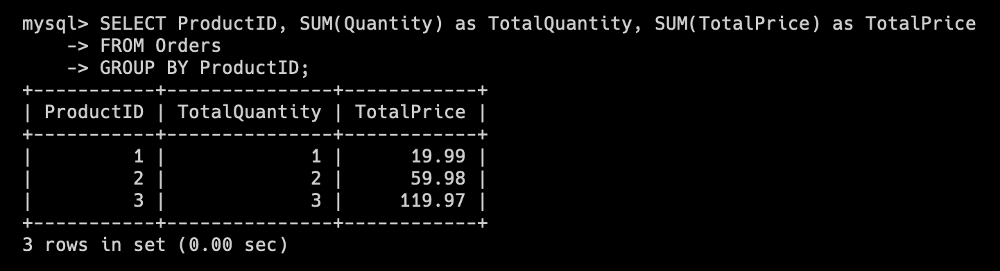 mysql> SELECT ProductID, SUM(Quantity) as TotalQuantity, SUM(TotalPrice) as TotalPrice
    -> FROM Orders
    -> GROUP BY ProductID;
+-----------+---------------+------------+
| ProductID | TotalQuantity | TotalPrice |
+-----------+---------------+------------+
|         1 |             1 |      19.99 |
|         2 |             2 |      59.98 |
|         3 |             3 |     119.97 |
+-----------+---------------+------------+
3 rows in set (0.00 sec)